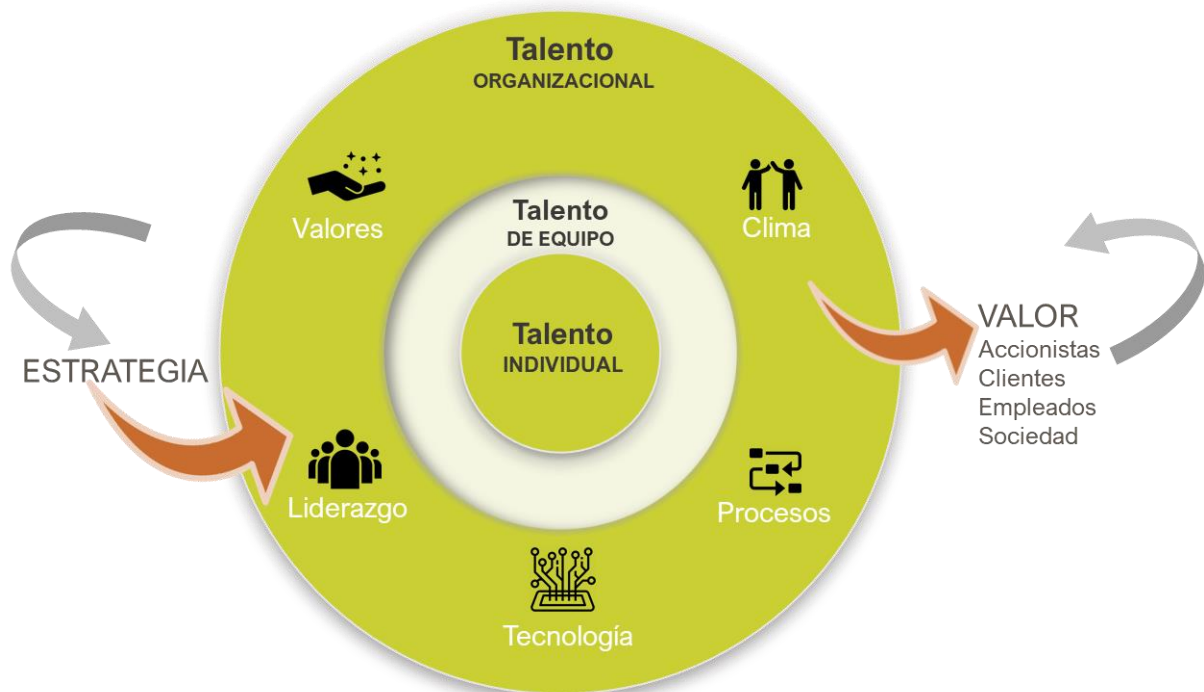 Talento
ORGANIZACIONAL
Valores
Clima
Talento
DE EQUIPO
Talento
INDIVIDUAL
ESTRATEGIA
VALOR
Accionistas
Clientes
Empleados
Sociedad
Liderazgo
Procesos
Tecnología